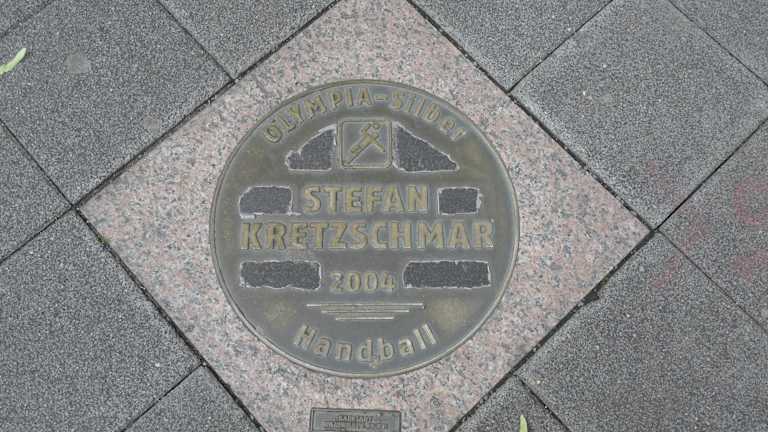 OLYMPIA-Silber
STEFAN
KRETZSCHMAR
2004
Handball